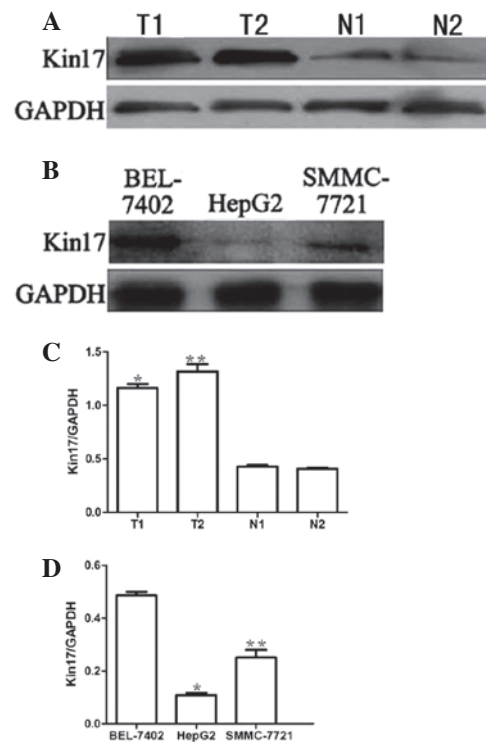 A
T1 T2 N1 N2
Kin17
GAPDH
B
BEL-7402 HepG2 SMMC-7721
Kin17
GAPDH
C
Kin17/GAPDH
1.5
1.0
0.5
0.0
* **
T1 T2 N1 N2
D
Kin17/GAPDH
0.6
0.4
0.2
0.0
* **
BEL-7402 HepG2 SMMC-7721